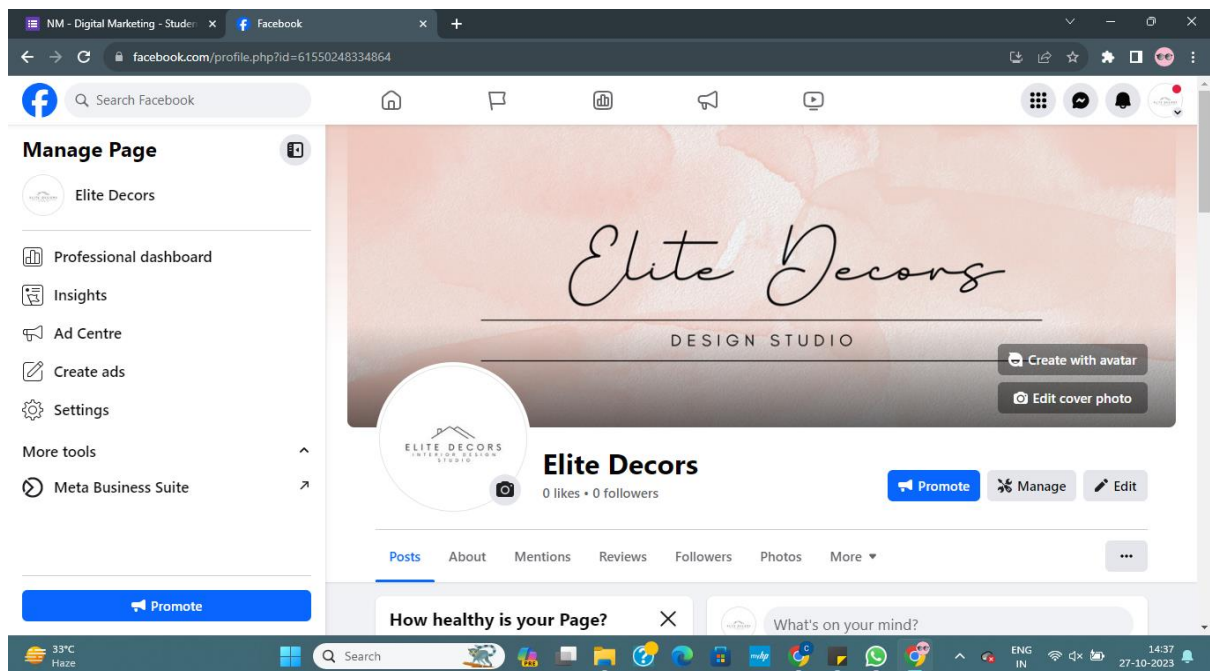 NM - Digital Marketing - Studen
Facebook
facebook.com/profile.php?id=61550248334864
Search Facebook
Manage Page
Elite Decors
Professional dashboard
Insights
Ad Centre
Create ads
Settings
More tools
Meta Business Suite
Promote
Elite Decors
DESIGN STUDIO
Create with avatar
Edit cover photo
ELITE DECORS
INTERIOR DESIGN
STUDIO
Elite Decors
0 likes • 0 followers
Promote
Manage
Edit
Posts About Mentions Reviews Followers Photos More
How healthy is your Page?
What's on your mind?
33°C
Haze
Search
PRE
ENG
IN
14:37
27-10-2023